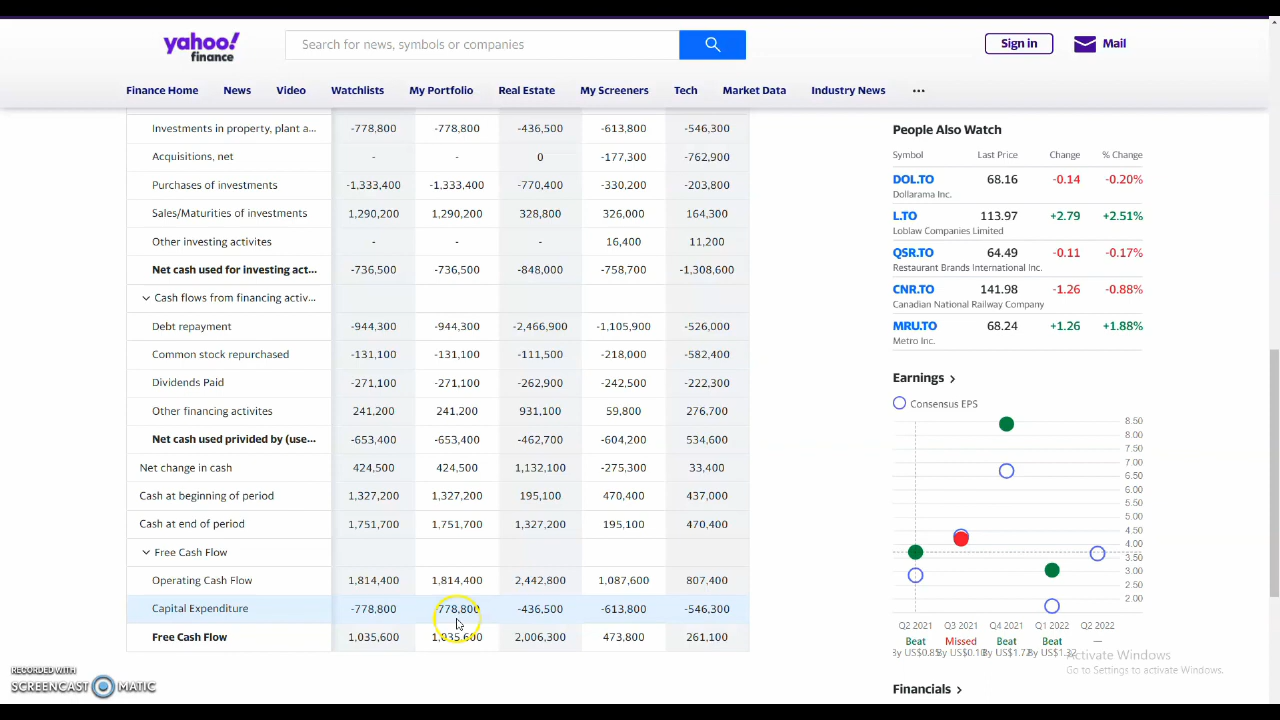 yahoo!
finance
Search for news, symbols or companies
Sign in
Mail
Finance Home News Video Watchlists My Portfolio Real Estate My Screeners Tech Market Data Industry News ...
Investments in property, plant a... -778,800 -778,800 -436,500 -613,800 -546,300
Acquisitions, net - - 0 -177,300 -762,900
Purchases of investments -1,333,400 -1,333,400 -770,400 -330,200 -203,800
Sales/Maturities of investments 1,290,200 1,290,200 328,800 326,000 164,300
Other investing activites - - - 16,400 11,200
Net cash used for investing act... -736,500 -736,500 -848,000 -758,700 -1,308,600
Cash flows from financing activ...
Debt repayment -944,300 -944,300 -2,466,900 -1,105,900 -526,000
Common stock repurchased -131,100 -131,100 -111,500 -218,000 -582,400
Dividends Paid -271,100 -271,100 -262,900 -242,500 -222,300
Other financing activites 241,200 241,200 931,100 59,800 276,700
Net cash used privided by (use... -653,400 -653,400 -462,700 -604,200 534,600
Net change in cash 424,500 424,500 1,132,100 -275,300 33,400
Cash at beginning of period 1,327,200 1,327,200 195,100 470,400 437,000
Cash at end of period 1,751,700 1,751,700 1,327,200 195,100 470,400
Free Cash Flow
Operating Cash Flow 1,814,400 1,814,400 2,442,800 1,087,600 807,400
Capital Expenditure -778,800 -778,800 -436,500 -613,800 -546,300
Free Cash Flow 1,035,600 1,035,600 2,006,300 473,800 261,100
People Also Watch
Symbol Last Price Change % Change
DOL.TO 68.16 -0.14 -0.20%
Dollarama Inc.
L.TO 113.97 +2.79 +2.51%
Loblaw Companies Limited
QSR.TO 64.49 -0.11 -0.17%
Restaurant Brands International Inc.
CNR.TO 141.98 -1.26 -0.88%
Canadian National Railway Company
MRU.TO 68.24 +1.26 +1.88%
Metro Inc.
Earnings
Consensus EPS
8.50
8.00
7.50
7.00
6.50
6.00
5.50
5.00
4.50
4.00
3.50
3.00
2.50
2.00
Q2 2021 Q3 2021 Q4 2021 Q1 2022 Q2 2022
Beat Missed Beat Beat —
By US$0.85 By US$0.10 By US$1.72 By US$1.32
Activate Windows
Go to Settings to activate Windows.
Financials
RECORDED WITH
SCREENCAST MATIC